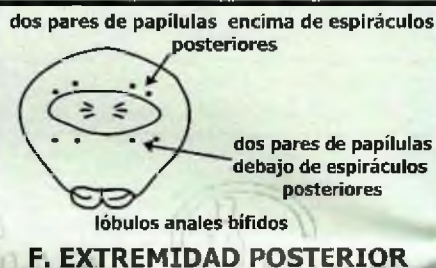 dos pares de papilulas encima de espiráculos
posteriores
dos pares de papílulas
debajo de espiráculos
posteriores
lóbulos anales bífidos
F. EXTREMIDAD POSTERIOR